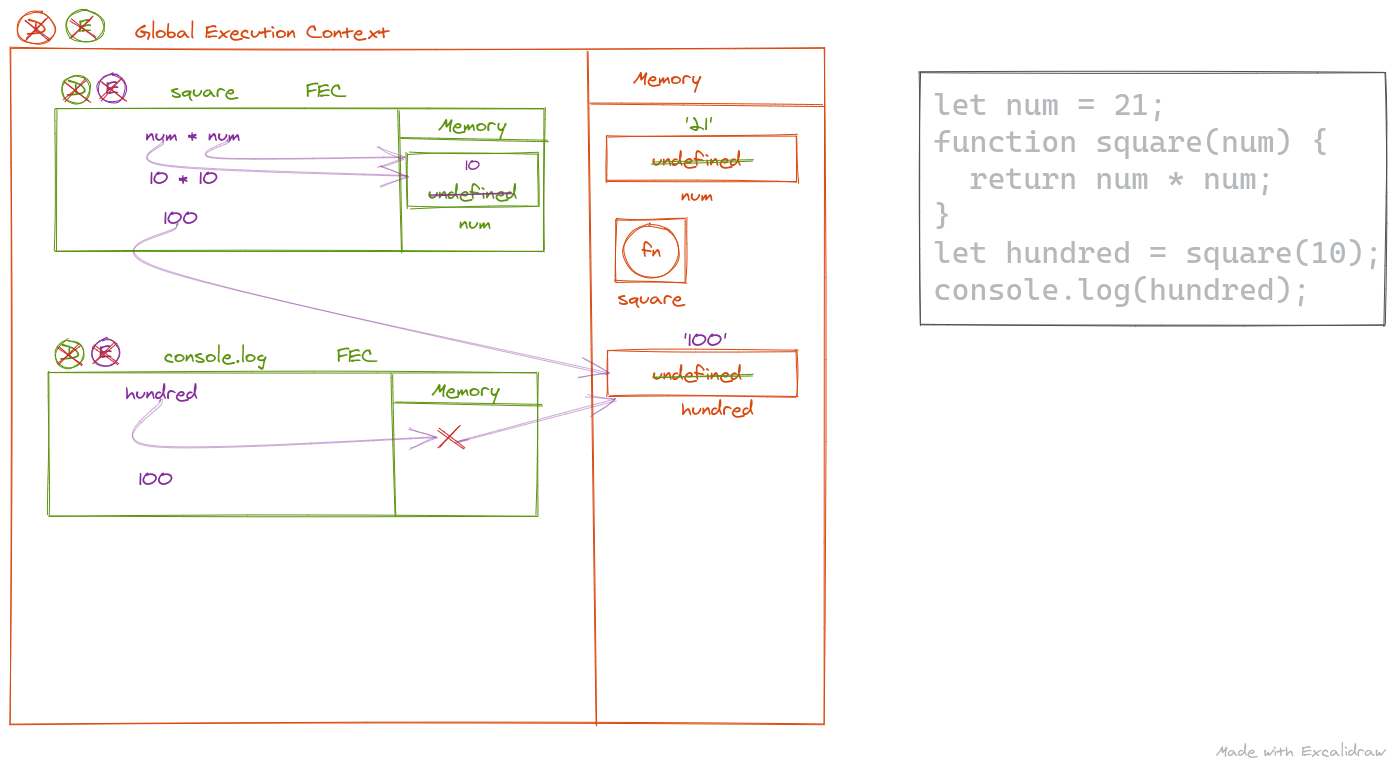 D E Global Execution Context
Memory
D E square FEC
Memory
num * num
10 * 10
100
10
undefined
num
'21'
undefined
num
fn
square
'100'
undefined
hundred
D E console.log FEC
Memory
hundred
100
let num = 21;
function square(num) {
  return num * num;
}
let hundred = square(10);
console.log(hundred);
Made with Excalidraw